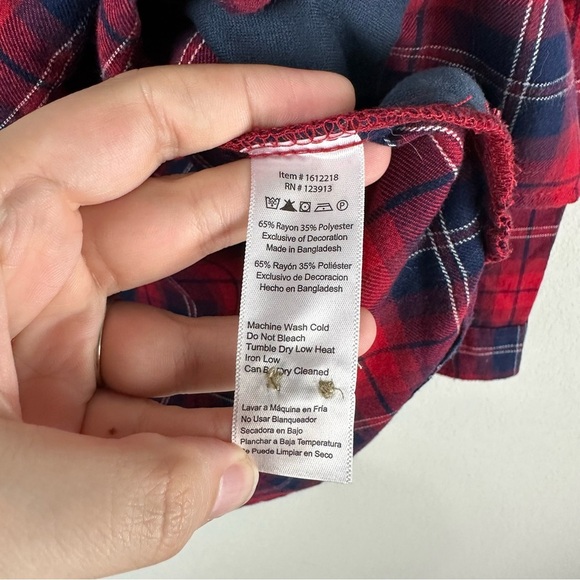 Item # 1612218
RN # 123913
65% Rayon 35% Polyester
Exclusive of Decoration
Made in Bangladesh
65% Rayón 35% Poliéster
Exclusivo de Decoracion
Hecho en Bangladesh
Machine Wash Cold
Do Not Bleach
Tumble Dry Low Heat
Iron Low
Can Cleaned
Lavar a Máquina en Fría
No Usar Blanqueador
Secadora en Bajo
Planchar a Baja Temperatura
Puede Limpiar en Seco